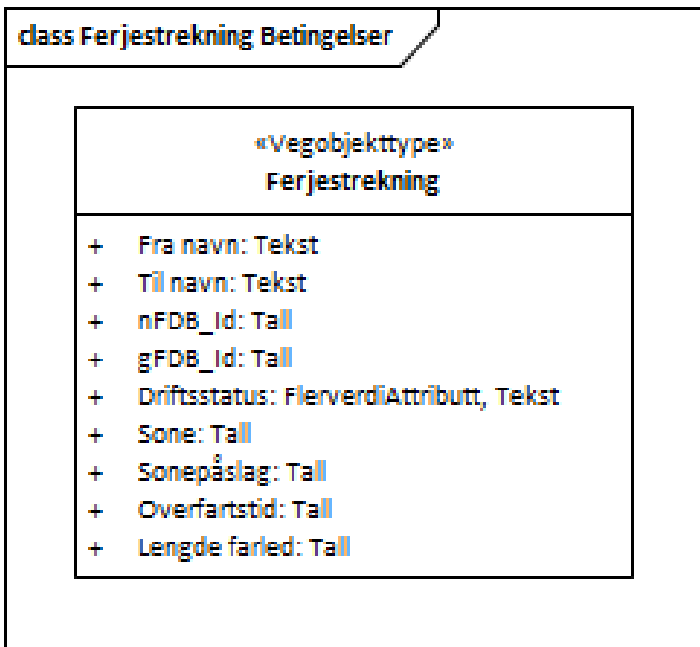 class Ferjestrekning Betingelser
«Vegobjekttype»
Ferjestrekning
+ Fra navn: Tekst
+ Til navn: Tekst
+ nFDB_Id: Tall
+ gFDB_Id: Tall
+ Driftsstatus: FlerverdiAttributt, Tekst
+ Sone: Tall
+ Sonepåslag: Tall
+ Overfartstid: Tall
+ Lengde farled: Tall